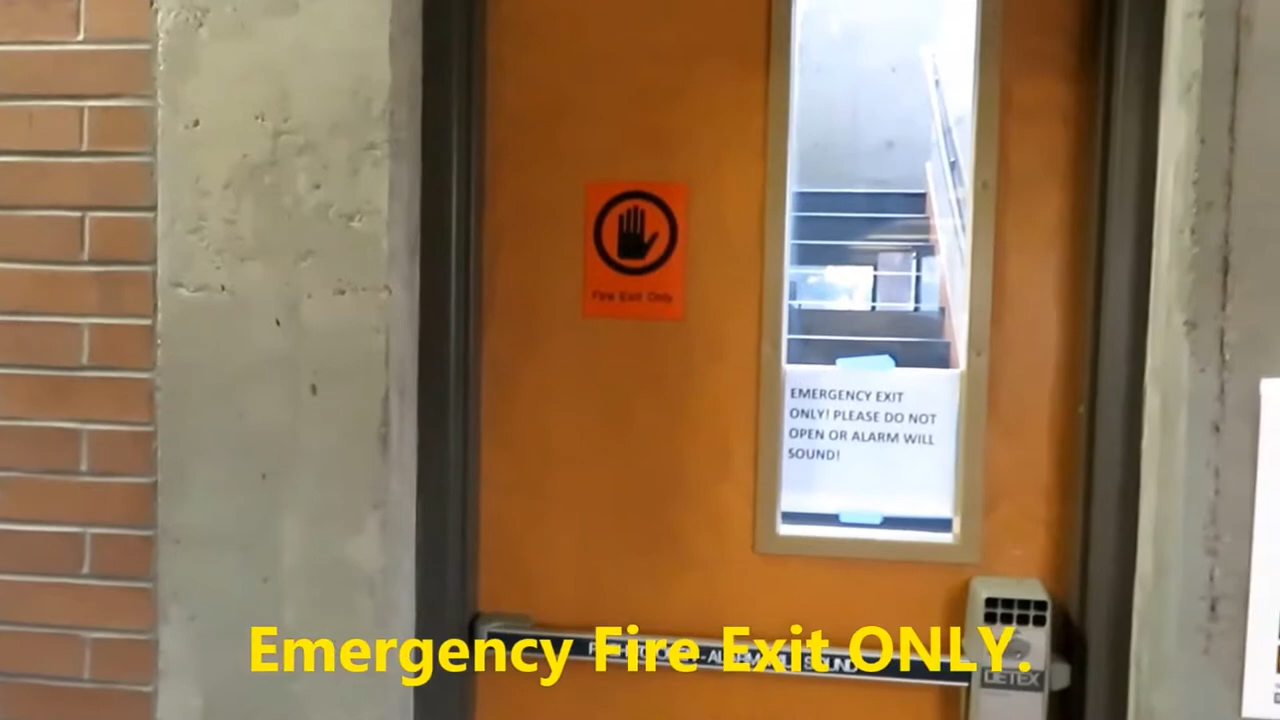 Fire Exit Only
EMERGENCY EXIT
ONLY! PLEASE DO NOT
OPEN OR ALARM WILL
SOUND!
Emergency Fire Exit ONLY.
DETEX